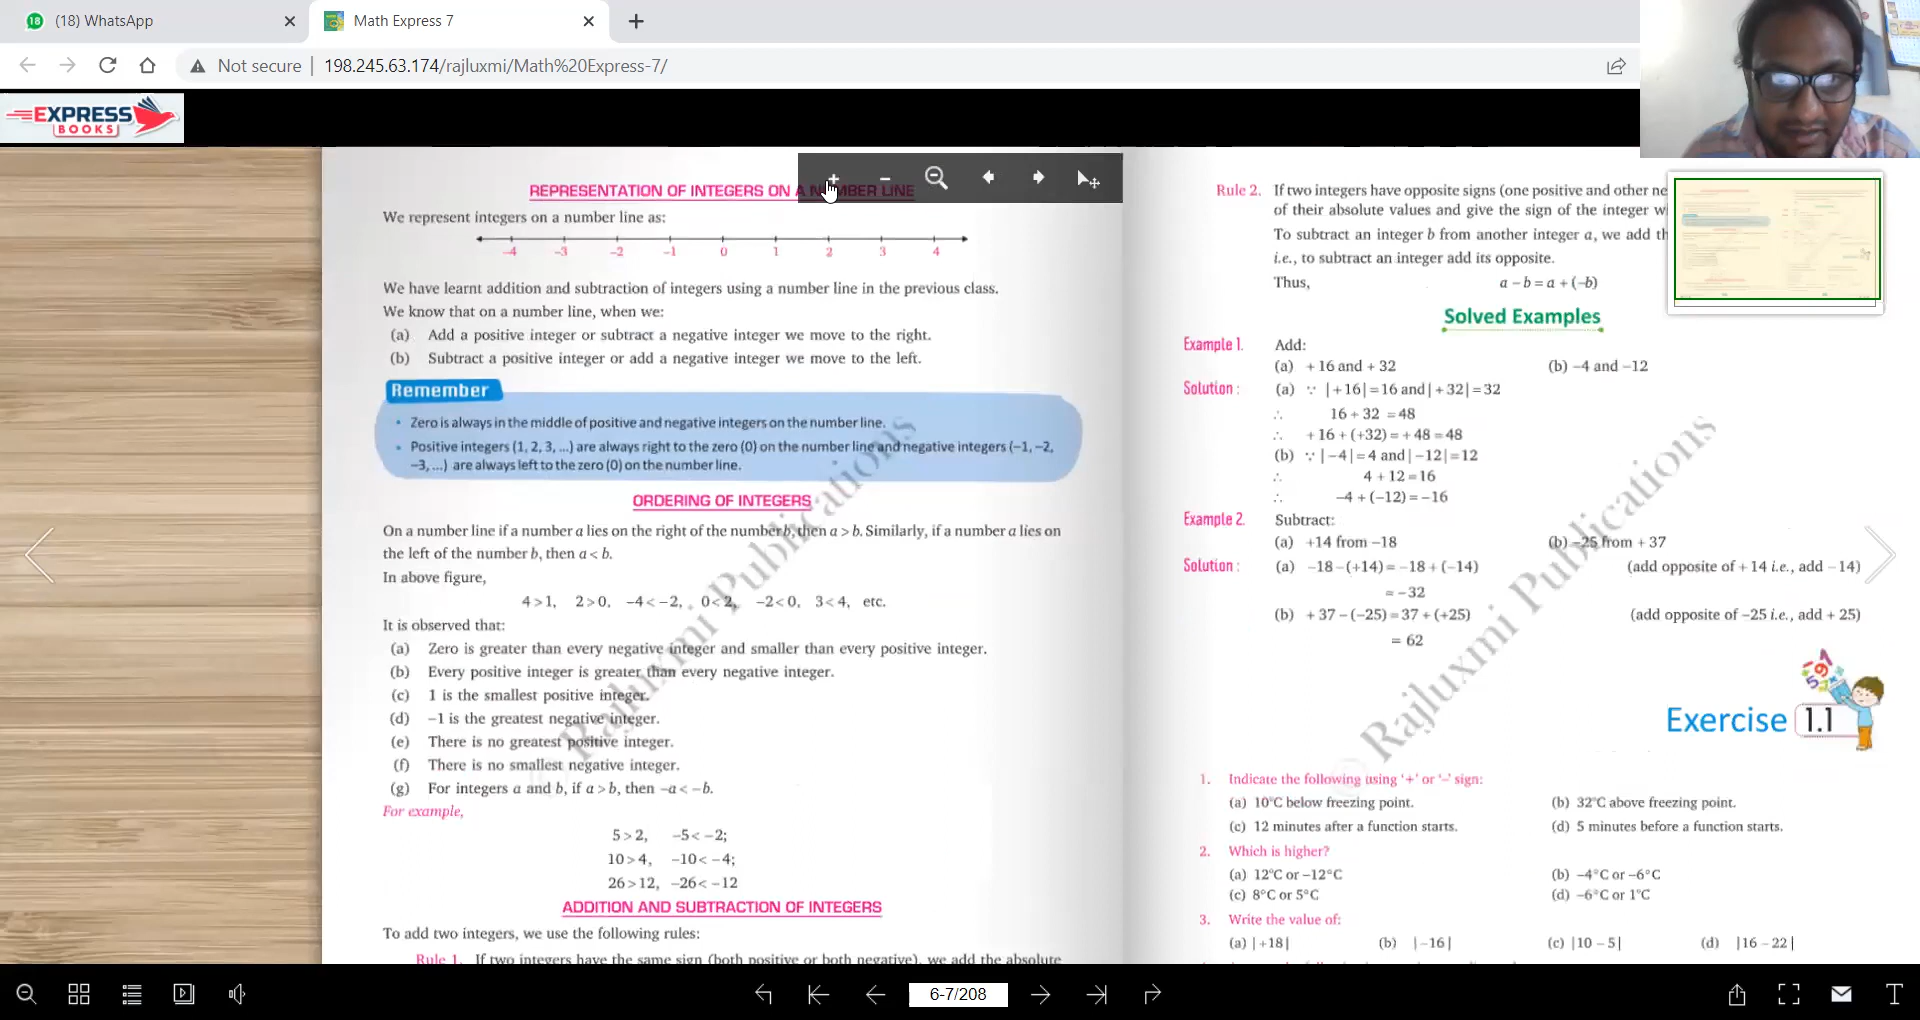 (18) WhatsApp
Math Express 7
Not secure | 198.245.63.174/rajluxmi/Math%20Express-7/
EXPRESS
BOOKS
REPRESENTATION OF INTEGERS ON A NUMBER LINE
We represent integers on a number line as:
–4 –3 –2 –1 0 1 2 3 4
We have learnt addition and subtraction of integers using a number line in the previous class.
We know that on a number line, when we:
(a) Add a positive integer or subtract a negative integer we move to the right.
(b) Subtract a positive integer or add a negative integer we move to the left.
Remember
• Zero is always in the middle of positive and negative integers on the number line.
• Positive integers (1, 2, 3, ...) are always right to the zero (0) on the number line and negative integers (–1, –2,
–3, ...) are always left to the zero (0) on the number line.
ORDERING OF INTEGERS
On a number line if a number a lies on the right of the number b, then a > b. Similarly, if a number a lies on
the left of the number b, then a < b.
In above figure,
4 > 1, 2 > 0, –4 < –2, 0 < 2, –2 < 0, 3 < 4, etc.
It is observed that:
(a) Zero is greater than every negative integer and smaller than every positive integer.
(b) Every positive integer is greater than every negative integer.
(c) 1 is the smallest positive integer.
(d) –1 is the greatest negative integer.
(e) There is no greatest positive integer.
(f) There is no smallest negative integer.
(g) For integers a and b, if a > b, then –a < –b.
For example,
5 > 2, –5 < –2;
10 > 4, –10 < –4;
26 > 12, –26 < –12
ADDITION AND SUBTRACTION OF INTEGERS
To add two integers, we use the following rules:
Rule 1. If two integers have the same sign (both positive or both negative), we add the absolute
© Rajluxmi Publications
Rule 2. If two integers have opposite signs (one positive and other ne
of their absolute values and give the sign of the integer wi
To subtract an integer b from another integer a, we add th
i.e., to subtract an integer add its opposite.
Thus, a – b = a + (–b)
Solved Examples
Example 1. Add:
(a) + 16 and + 32 (b) –4 and –12
Solution : (a) ∵ | + 16| = 16 and | + 32| = 32
∴ 16 + 32 = 48
∴ + 16 + (+32) = + 48 = 48
(b) ∵ | –4 | = 4 and | –12| = 12
∴ 4 + 12 = 16
∴ –4 + (–12) = –16
Example 2. Subtract:
(a) +14 from –18 (b) –25 from + 37
Solution : (a) –18 – (+14) = –18 + (–14) (add opposite of + 14 i.e., add – 14)
= –32
(b) + 37 – (–25) = 37 + (+25) (add opposite of –25 i.e., add + 25)
= 62
Exercise 1.1
1. Indicate the following using ‘+’ or ‘–’ sign:
(a) 10°C below freezing point. (b) 32°C above freezing point.
(c) 12 minutes after a function starts. (d) 5 minutes before a function starts.
2. Which is higher?
(a) 12°C or –12°C (b) –4°C or –6°C
(c) 8°C or 5°C (d) –6°C or 1°C
3. Write the value of:
(a) | +18| (b) | –16| (c) |10 – 5| (d) |16 – 22|
© Rajluxmi Publications
6-7/208